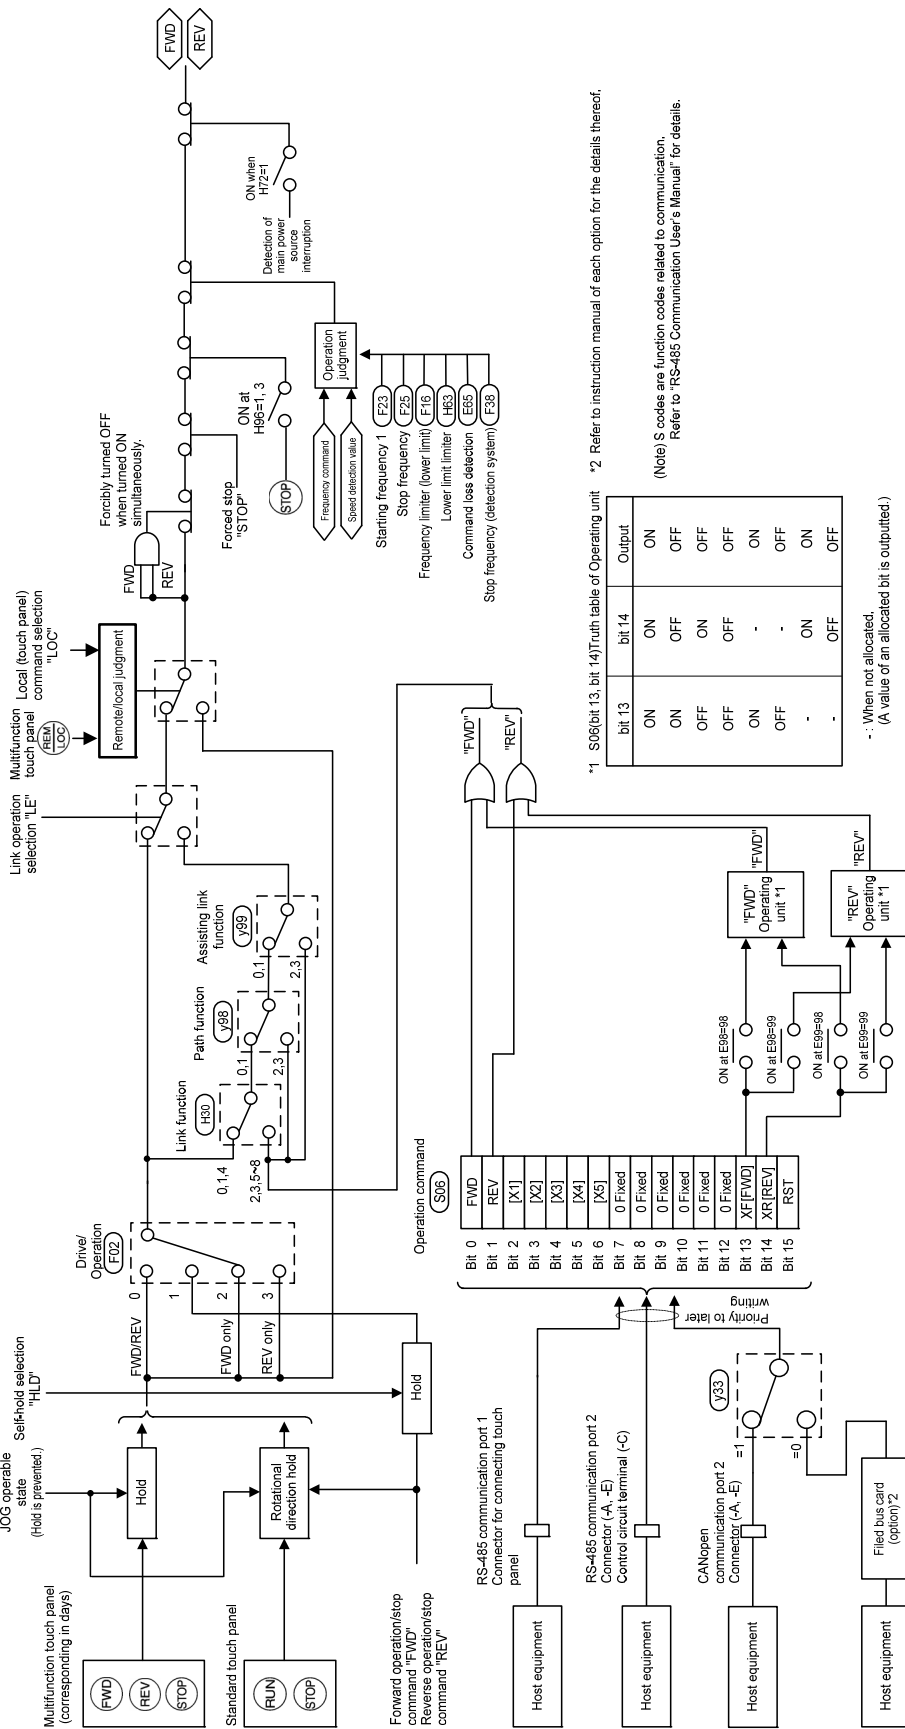 Multifunction touch panel
(corresponding in days)
FWD
REV
STOP
Standard touch panel
RUN
STOP
Forward operation/stop
command "FWD"
Reverse operation/stop
command "REV"
JOG operable
state
(Hold is prevented.)
Hold
Rotational
direction hold
Self-hold selection
"HLD"
Hold
FWD/REV
FWD only
REV only
0
1
2
3
Drive/
Operation
F02
0,1,4
2,3,5~8
Link function
H30
0,1
2,3
Path function
y98
0,1
2,3
Assisting link
function
y99
Link operation
selection "LE"
Multifunction
touch panel
REM
LOC
Local (touch panel)
command selection
"LOC"
Remote/local judgment
FWD
REV
Forcibly turned OFF
when turned ON
simultaneously.
Forced stop
"STOP"
ON at
H96=1, 3
STOP
Frequency command
Speed detection value
Operation
judgment
Starting frequency 1
F23
Stop frequency
F25
Frequency limiter (lower limit)
F16
Lower limit limiter
H63
Command loss detection
E65
Stop frequency (detection system)
F38
Detection of
main power
source
interruption
ON when
H72=1
FWD
REV
Host equipment
RS-485 communication port 1
Connector for connecting touch
panel
Host equipment
RS-485 communication port 2
Connector (-A, -E)
Control circuit terminal (-C)
Host equipment
CANopen
communication port 2
Connector (-A, -E)
Host equipment
Filed bus card
(option)*2
=1
=0
y33
Priority to later
writing
Operation command
S06
Bit 0 FWD
Bit 1 REV
Bit 2 [X1]
Bit 3 [X2]
Bit 4 [X3]
Bit 5 [X4]
Bit 6 [X5]
Bit 7 0 Fixed
Bit 8 0 Fixed
Bit 9 0 Fixed
Bit 10 0 Fixed
Bit 11 0 Fixed
Bit 12 0 Fixed
Bit 13 XF[FWD]
Bit 14 XR[REV]
Bit 15 RST
ON at E98=98
ON at E98=99
ON at E99=98
ON at E99=99
"FWD"
Operating
unit *1
"REV"
Operating
unit *1
"FWD"
"REV"
"FWD"
"REV"
*1 S06(bit 13, bit 14)Truth table of Operating unit
bit 13 bit 14 Output
ON ON ON
ON OFF OFF
OFF ON OFF
OFF OFF OFF
ON - ON
OFF - OFF
- ON ON
- OFF OFF
- : When not allocated,
(A value of an allocated bit is outputted.)
*2 Refer to instruction manual of each option for the details thereof,
(Note) S codes are function codes related to communication,
Refer to "RS-485 Communication User's Manual" for details.